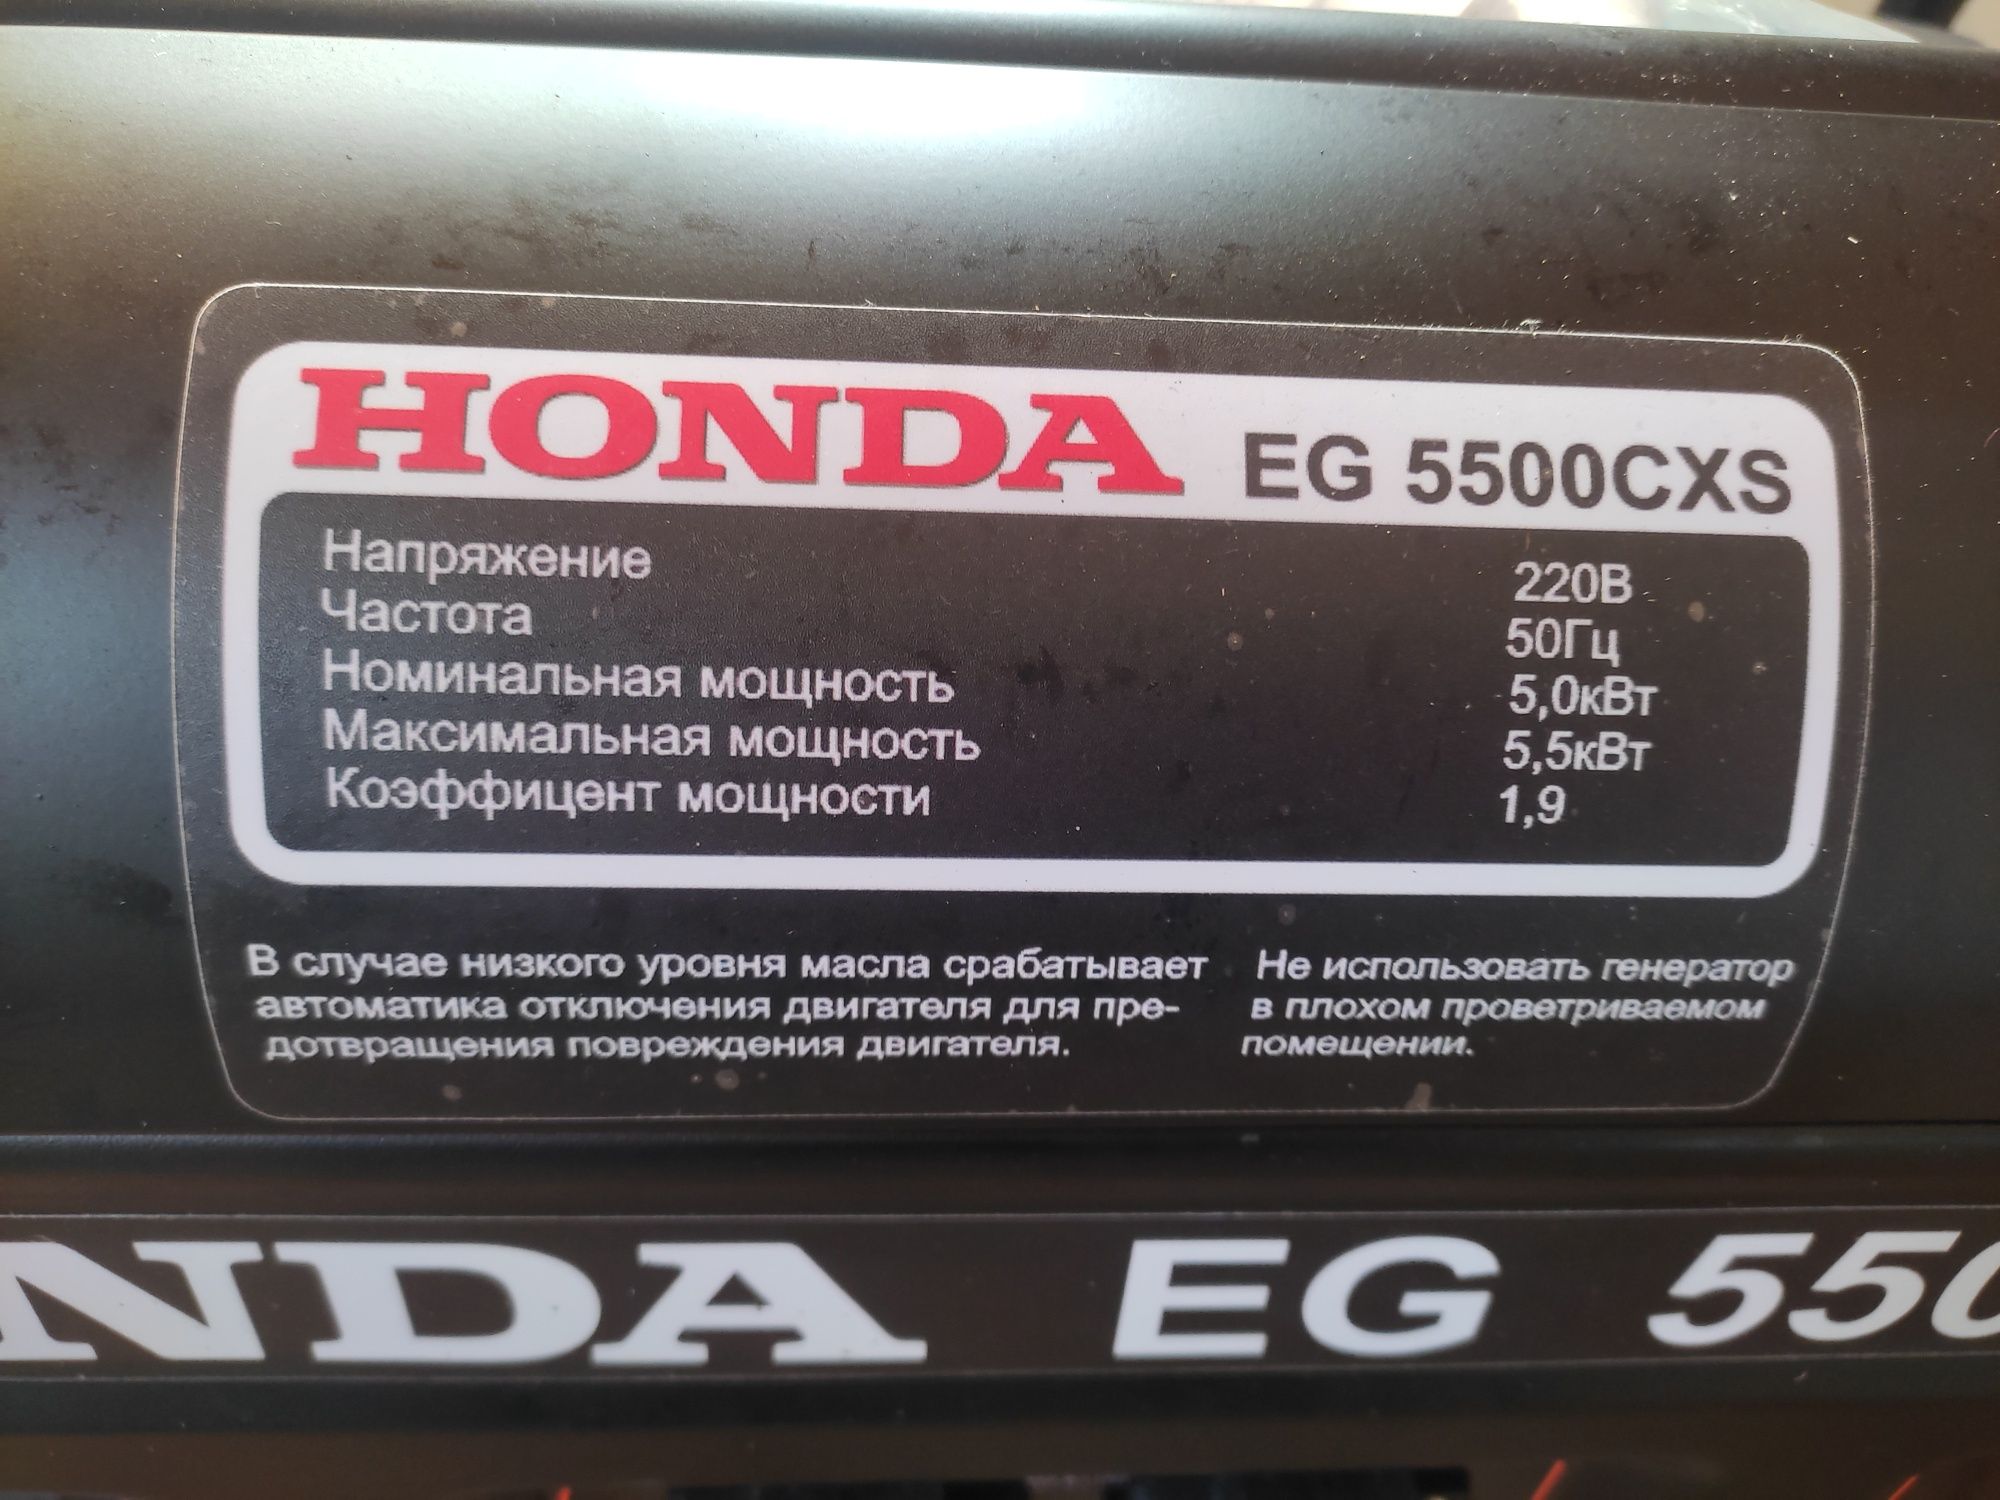 HONDA EG 5500CXS
Напряжение 220В
Частота 50Гц
Номинальная мощность 5,0кВт
Максимальная мощность 5,5кВт
Коэффицент мощности 1,9
В случае низкого уровня масла срабатывает
автоматика отключения двигателя для пре-
дотвращения повреждения двигателя.
Не использовать генератор
в плохом проветриваемом
помещении.
NDA EG 550